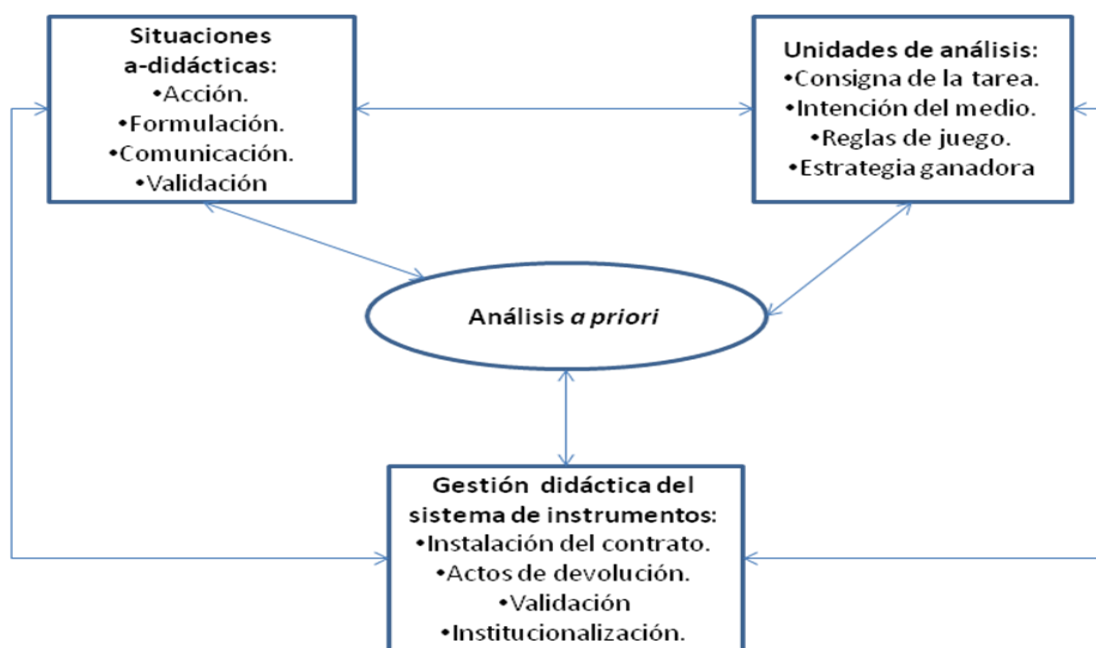 Situaciones
a-didácticas:
•Acción.
•Formulación.
•Comunicación.
•Validación
Unidades de análisis:
•Consigna de la tarea.
•Intención del medio.
•Reglas de juego.
•Estrategia ganadora
Análisis a priori
Gestión didáctica del
sistema de instrumentos:
•Instalación del contrato.
•Actos de devolución.
•Validación
•Institucionalización.